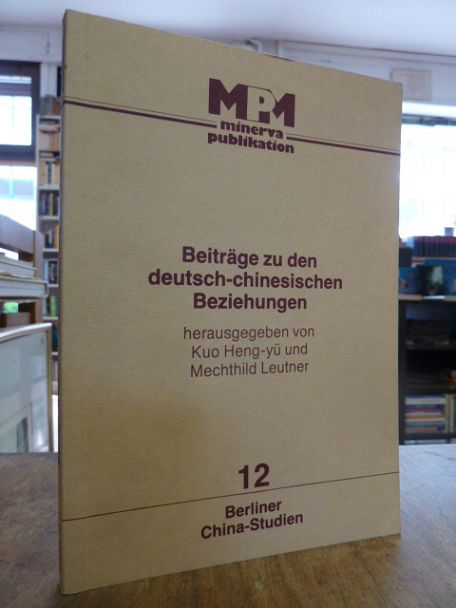 MPM
minerva
publikation
Beiträge zu den
deutsch-chinesischen
Beziehungen
herausgegeben von
Kuo Heng-yü und
Mechthild Leutner
12
Berliner
China-Studien